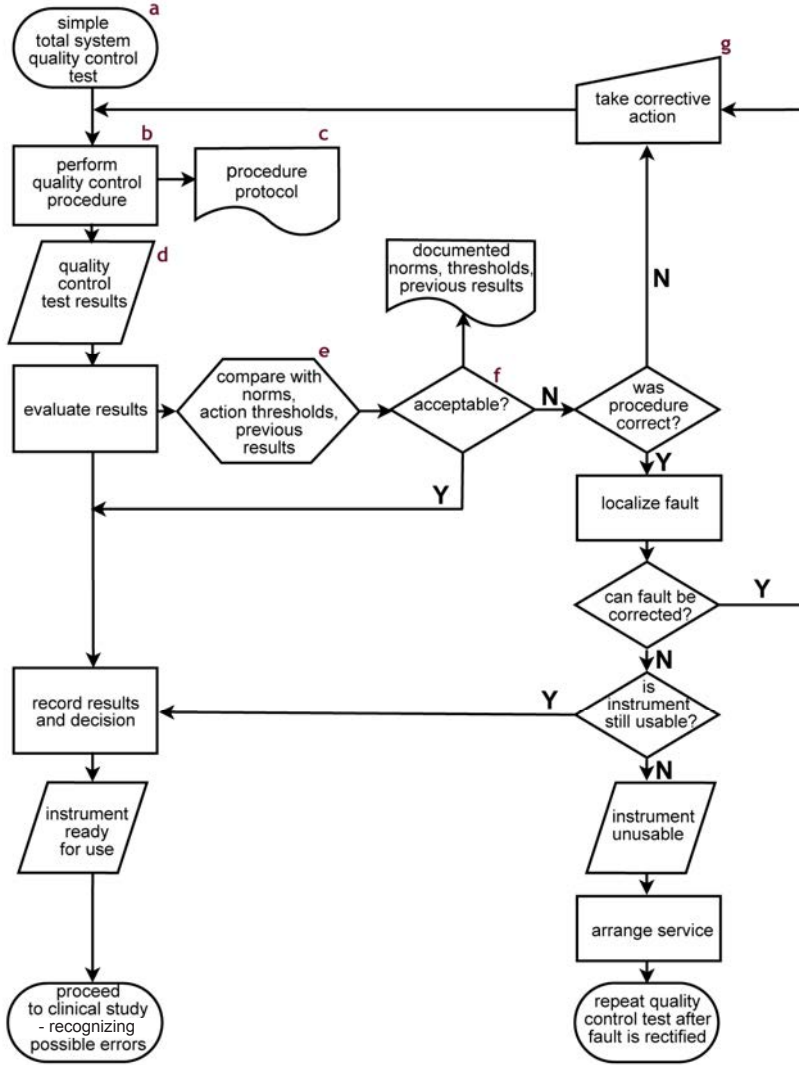 a
simple
total system
quality control
test
g
take corrective
action
b
perform
quality control
procedure
c
procedure
protocol
d
quality
control
test results
documented
norms, thresholds,
previous results
N
e
evaluate results
compare with
norms,
action thresholds,
previous
results
f
acceptable?
N
was
procedure
correct?
Y
Y
localize fault
can fault be
corrected?
Y
N
record results
and decision
Y
is
instrument
still usable?
N
instrument
ready
for use
instrument
unusable
arrange service
proceed
to clinical study
- recognizing
possible errors
repeat quality
control test after
fault is rectified